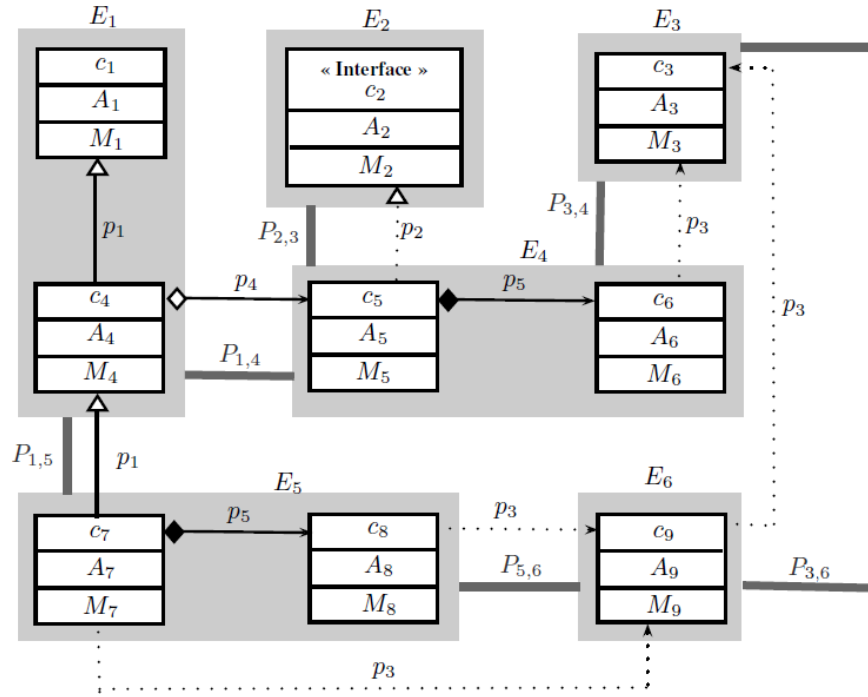 E₁
E₂
E₃
c₁
A₁
M₁
« Interface »
c₂
A₂
M₂
c₃
A₃
M₃
p₁
P₂,₃
p₂
P₃,₄
p₃
E₄
c₄
A₄
M₄
p₄
c₅
A₅
M₅
p₅
c₆
A₆
M₆
p₃
P₁,₄
P₁,₅
p₁
E₅
E₆
c₇
A₇
M₇
p₅
c₈
A₈
M₈
p₃
P₅,₆
c₉
A₉
M₉
P₃,₆
p₃